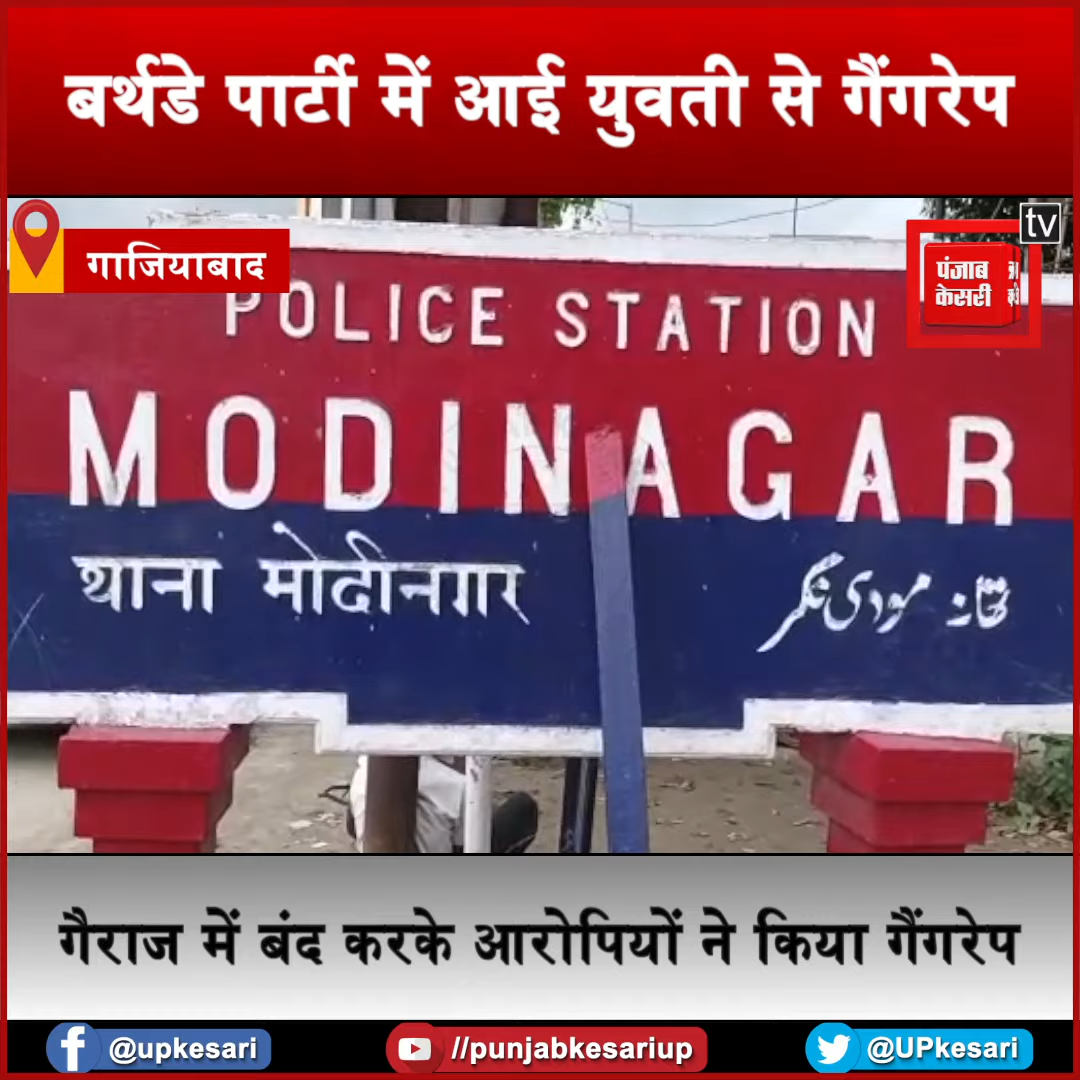 बर्थडे पार्टी में आई युवती से गैंगरेप
गाजियाबाद
tv
पंजाब
केसरी
POLICE STATION
MODINAGAR
थाना मोदीनगर
تھانہ مودی نگر
गैराज में बंद करके आरोपियों ने किया गैंगरेप
@upkesari
//punjabkesariup
@UPkesari